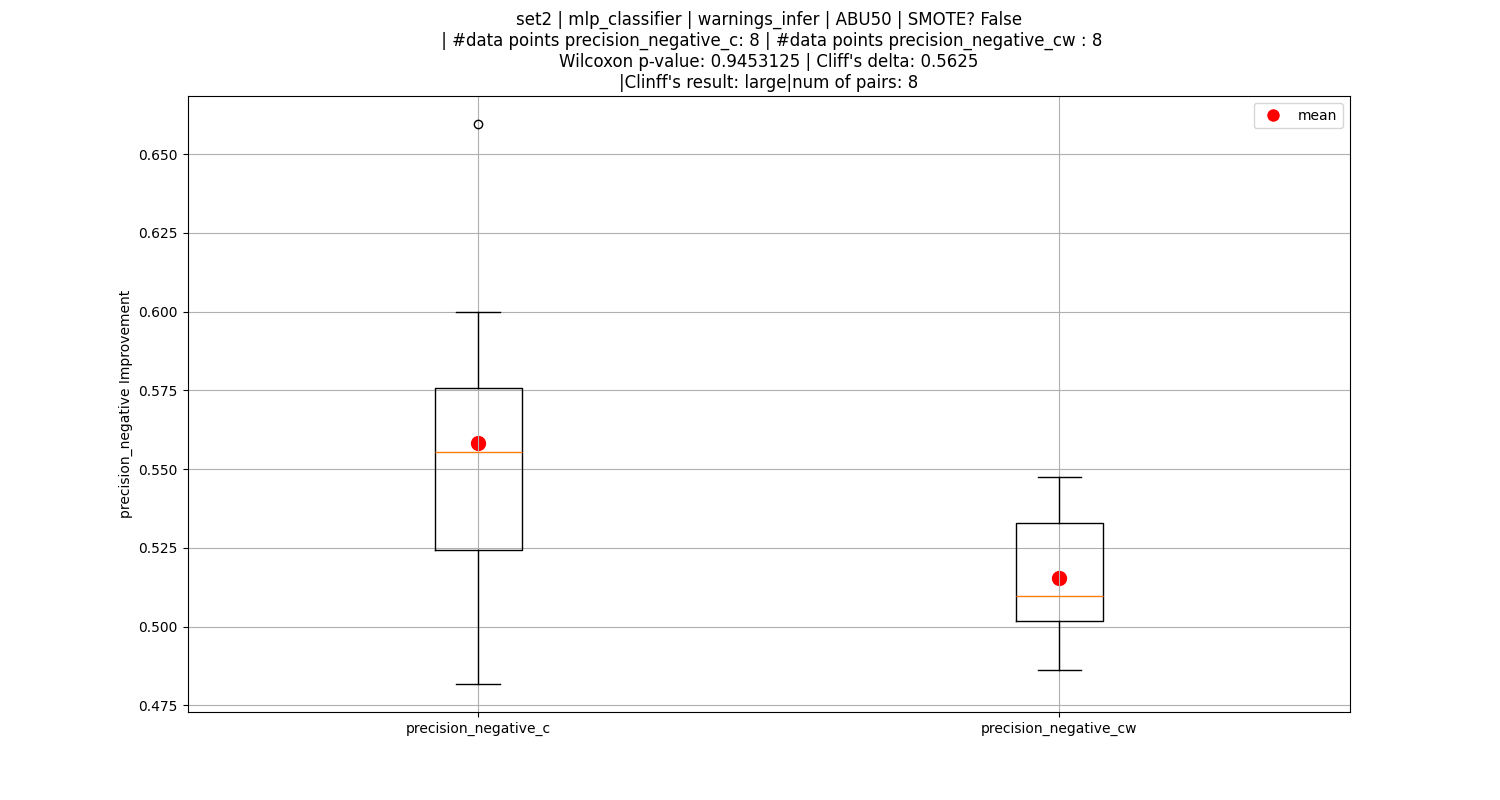 set2 | mlp_classifier | warnings_infer | ABU50 | SMOTE? False
| #data points precision_negative_c: 8 | #data points precision_negative_cw : 8
Wilcoxon p-value: 0.9453125 | Cliff's delta: 0.5625
|Clinff's result: large|num of pairs: 8
mean
0.650
0.625
0.600
0.575
0.550
0.525
0.500
0.475
precision_negative Improvement
precision_negative_c
precision_negative_cw